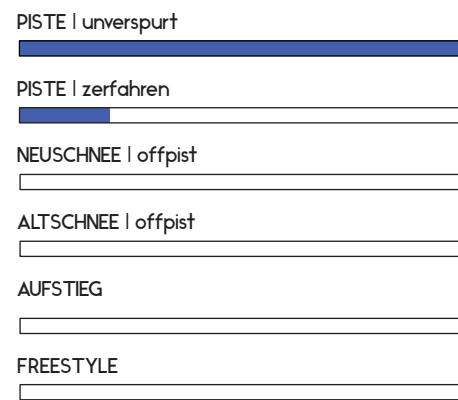 PISTE | unverspurt
PISTE | zerfahren
NEUSCHNEE | offpist
ALTSCHNEE | offpist
AUFSTIEG
FREESTYLE